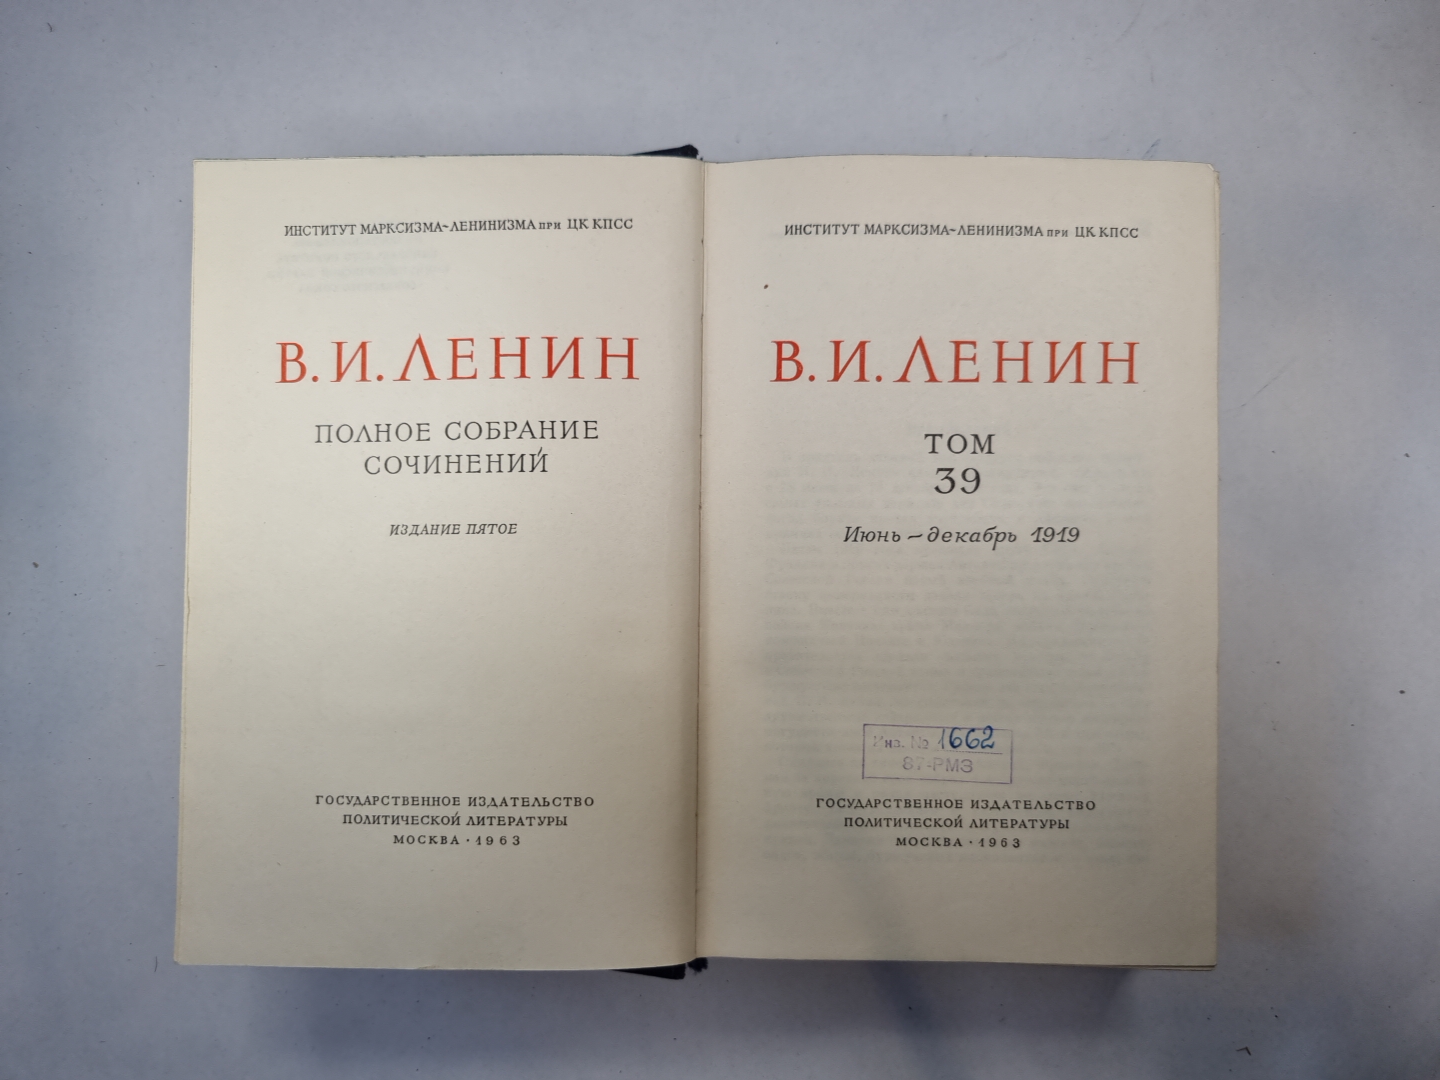 ИНСТИТУТ МАРКСИЗМА-ЛЕНИНИЗМА ПРИ ЦК КПСС
В. И. ЛЕНИН
ПОЛНОЕ СОБРАНИЕ
СОЧИНЕНИЙ
ИЗДАНИЕ ПЯТОЕ
ГОСУДАРСТВЕННОЕ ИЗДАТЕЛЬСТВО
ПОЛИТИЧЕСКОЙ ЛИТЕРАТУРЫ
МОСКВА · 1963
ИНСТИТУТ МАРКСИЗМА-ЛЕНИНИЗМА ПРИ ЦК КПСС
В. И. ЛЕНИН
ТОМ
39
Июнь – декабрь 1919
Инв. № 1662
87-РМЗ
ГОСУДАРСТВЕННОЕ ИЗДАТЕЛЬСТВО
ПОЛИТИЧЕСКОЙ ЛИТЕРАТУРЫ
МОСКВА · 1963